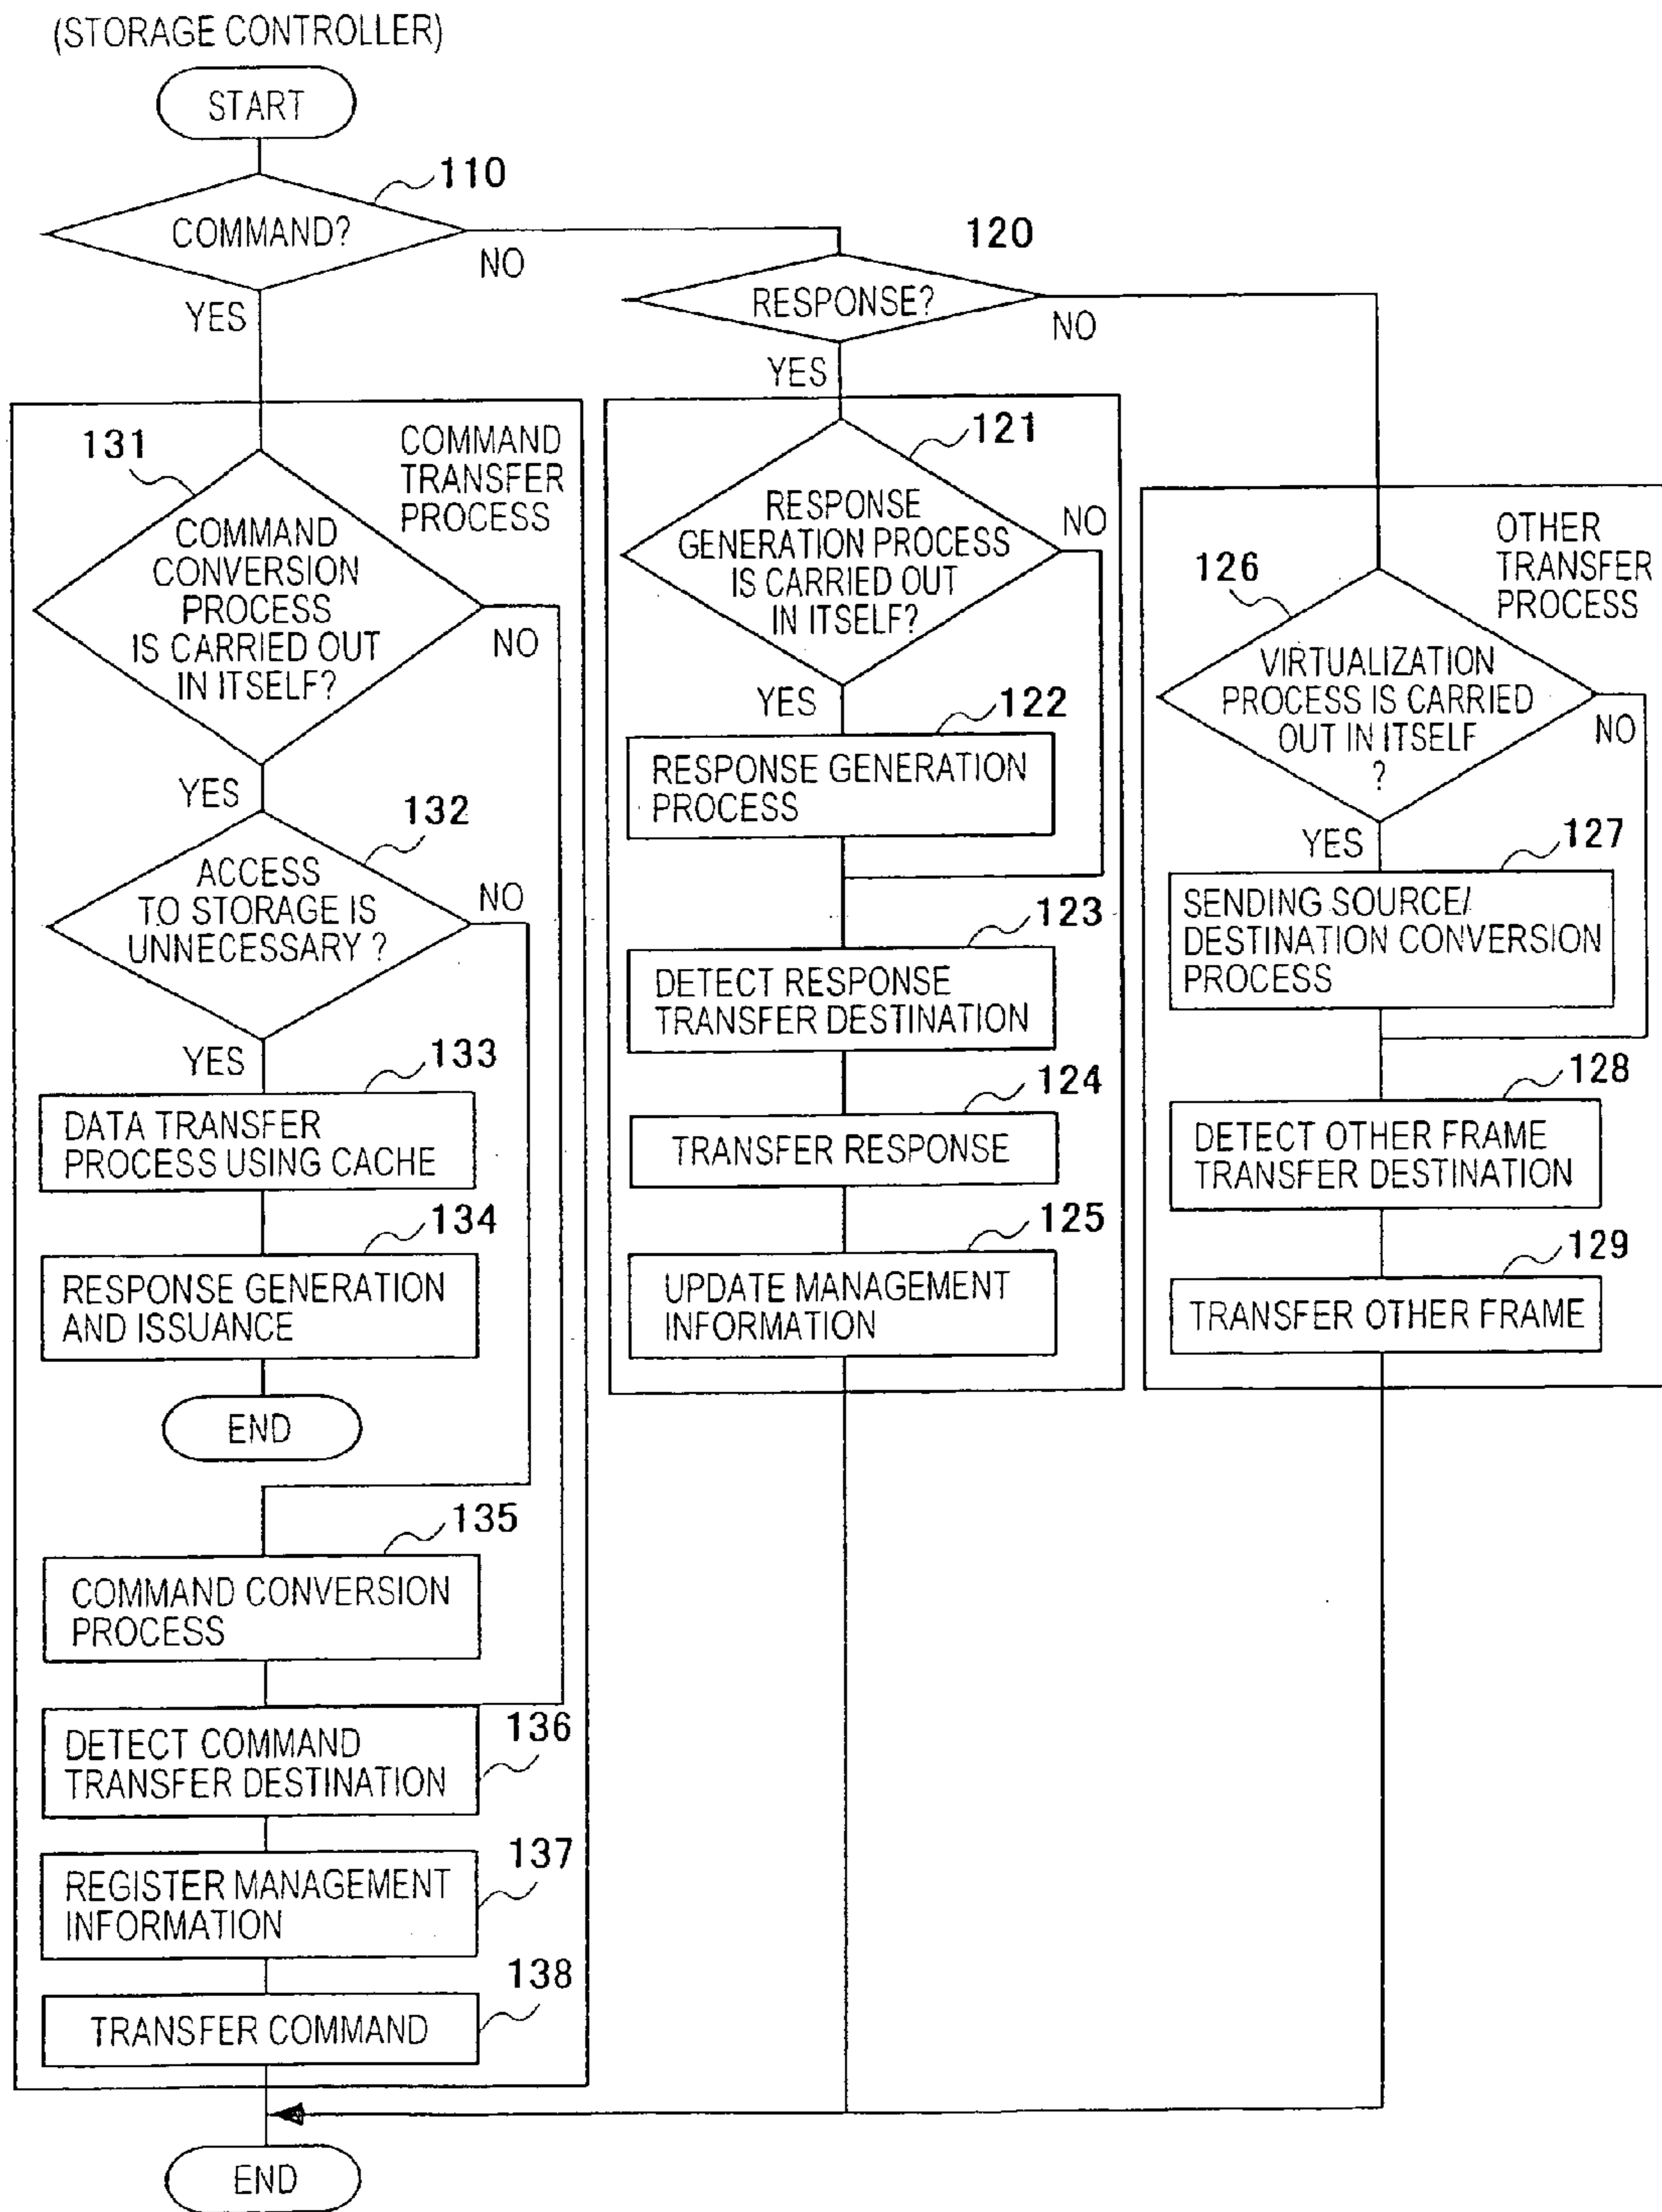 (STORAGE CONTROLLER)
START
110
COMMAND?
NO
YES
120
RESPONSE?
NO
YES
COMMAND
TRANSFER
PROCESS
131
COMMAND
CONVERSION
PROCESS
IS CARRIED OUT
IN ITSELF?
NO
YES
132
ACCESS
TO STORAGE IS
UNNECESSARY ?
NO
YES
133
DATA TRANSFER
PROCESS USING CACHE
134
RESPONSE GENERATION
AND ISSUANCE
END
135
COMMAND CONVERSION
PROCESS
136
DETECT COMMAND
TRANSFER DESTINATION
137
REGISTER MANAGEMENT
INFORMATION
138
TRANSFER COMMAND
END
121
RESPONSE
GENERATION PROCESS
IS CARRIED OUT
IN ITSELF?
NO
YES
122
RESPONSE GENERATION
PROCESS
123
DETECT RESPONSE
TRANSFER DESTINATION
124
TRANSFER RESPONSE
125
UPDATE MANAGEMENT
INFORMATION
OTHER
TRANSFER
PROCESS
126
VIRTUALIZATION
PROCESS IS CARRIED
OUT IN ITSELF
?
NO
YES
127
SENDING SOURCE/
DESTINATION CONVERSION
PROCESS
128
DETECT OTHER FRAME
TRANSFER DESTINATION
129
TRANSFER OTHER FRAME